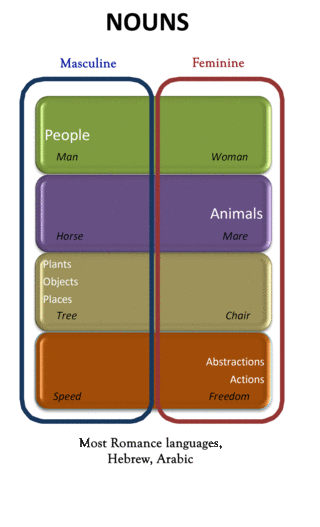 NOUNS
Masculine Feminine
People
Man Woman
Animals
Horse Mare
Plants
Objects
Places
Tree Chair
Abstractions
Actions
Speed Freedom
Most Romance languages,
Hebrew, Arabic